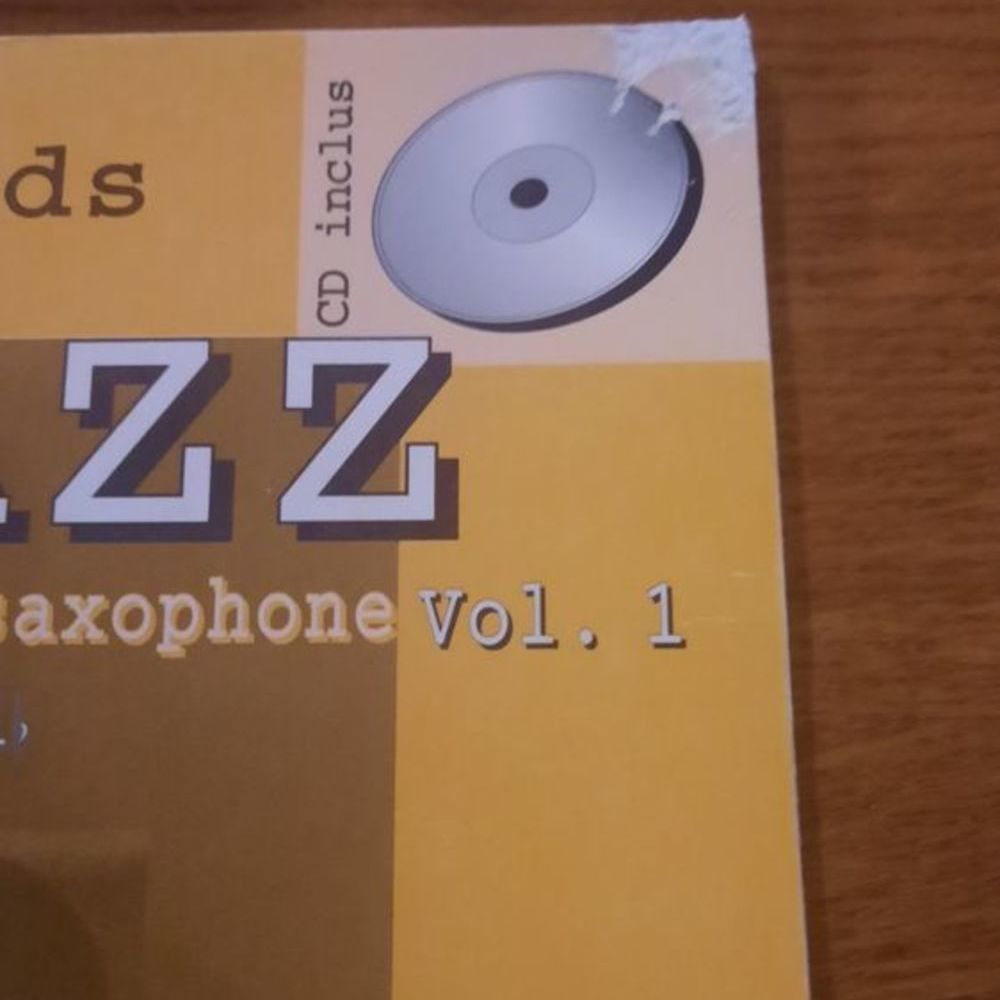 ds
CD inclus
ZZ
saxophone Vol. 1